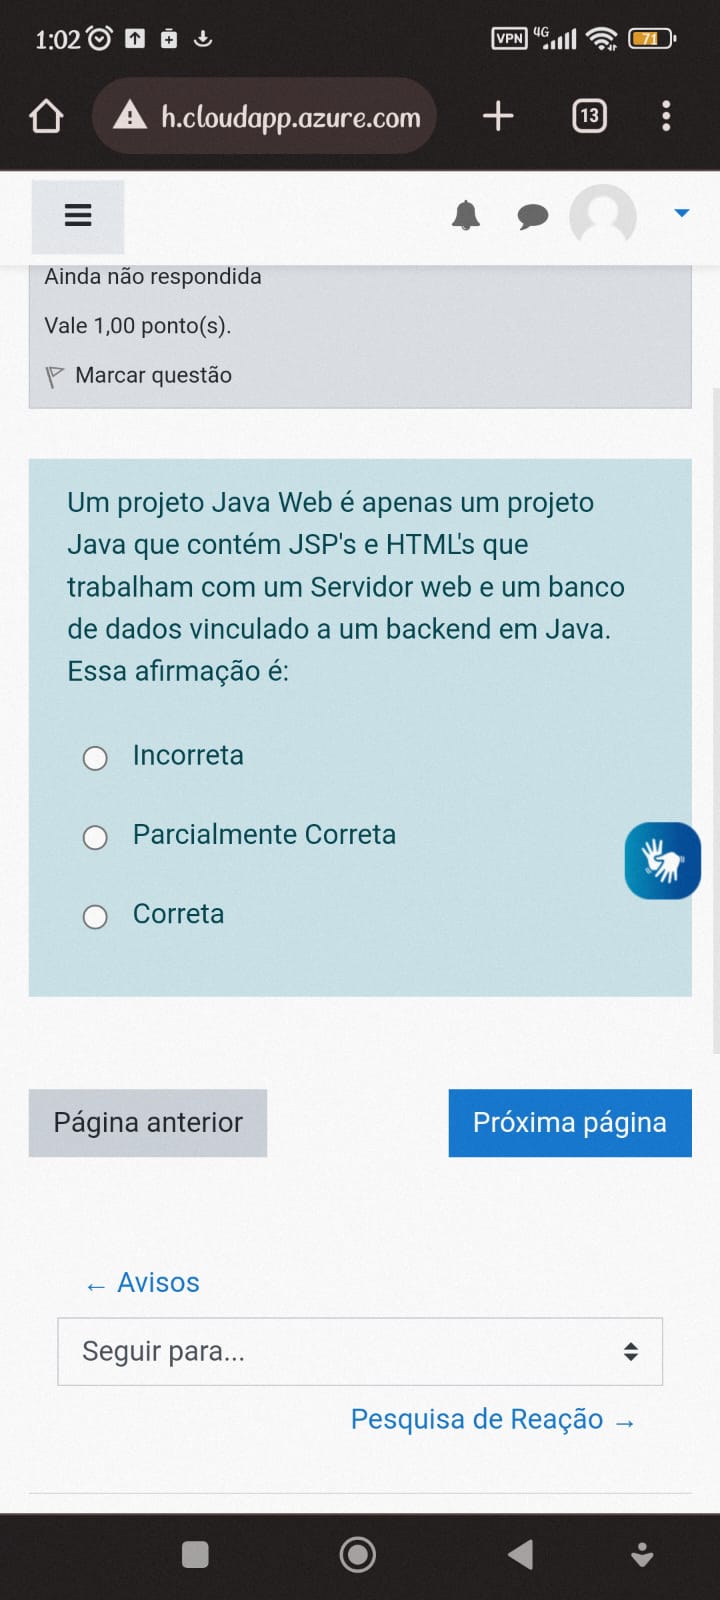 1:02
VPN 4G 71
h.cloudapp.azure.com
13
Ainda não respondida
Vale 1,00 ponto(s).
Marcar questão
Um projeto Java Web é apenas um projeto
Java que contém JSP's e HTML's que
trabalham com um Servidor web e um banco
de dados vinculado a um backend em Java.
Essa afirmação é:
Incorreta
Parcialmente Correta
Correta
Página anterior
Próxima página
← Avisos
Seguir para...
Pesquisa de Reação →